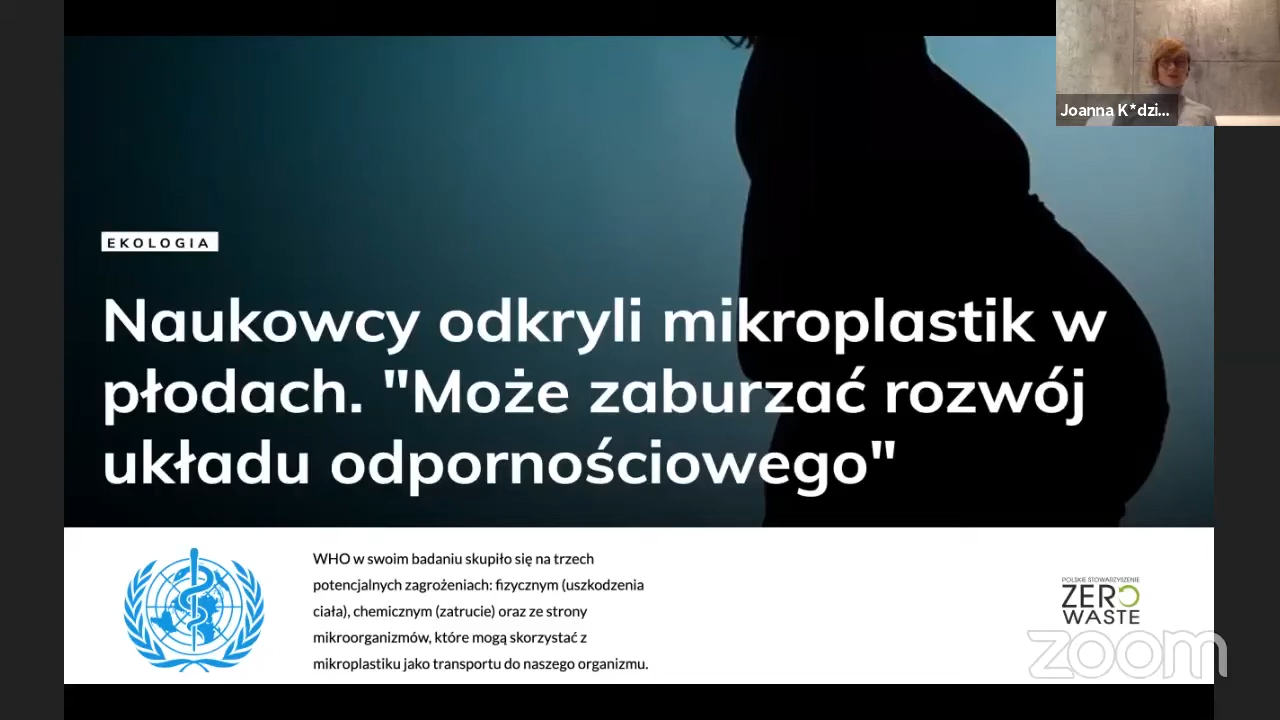 Joanna K*dzi...
EKOLOGIA
Naukowcy odkryli mikroplastik w
płodach. "Może zaburzać rozwój
układu odpornościowego"
WHO w swoim badaniu skupiło się na trzech
potencjalnych zagrożeniach: fizycznym (uszkodzenia
ciała), chemicznym (zatrucie) oraz ze strony
mikroorganizmów, które mogą skorzystać z
mikroplastiku jako transportu do naszego organizmu.
POLSKIE STOWARZYSZENIE
ZERO
WASTE
zoom